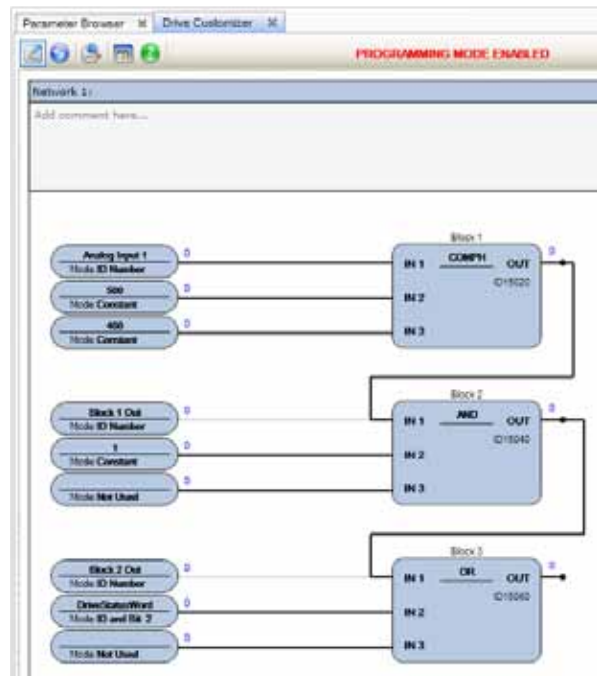 Parameter Browser Drive Customizer
PROGRAMMING MODE ENABLED
Network 1:
Add comment here...
Block 1
Analog Input 1
Mode ID Number
0
IN 1 COMPH OUT
0
ID15020
500
Mode Constant
0
IN 2
450
Mode Constant
0
IN 3
Block 2
Block 1 Out
Mode ID Number
0
IN 1 AND OUT
0
ID15040
1
Mode Constant
0
IN 2
Mode Not Used
0
IN 3
Block 3
Block 2 Out
Mode ID Number
0
IN 1 OR OUT
0
ID15060
DriveStatusWord
Mode ID and Bit 2
0
IN 2
Mode Not Used
0
IN 3